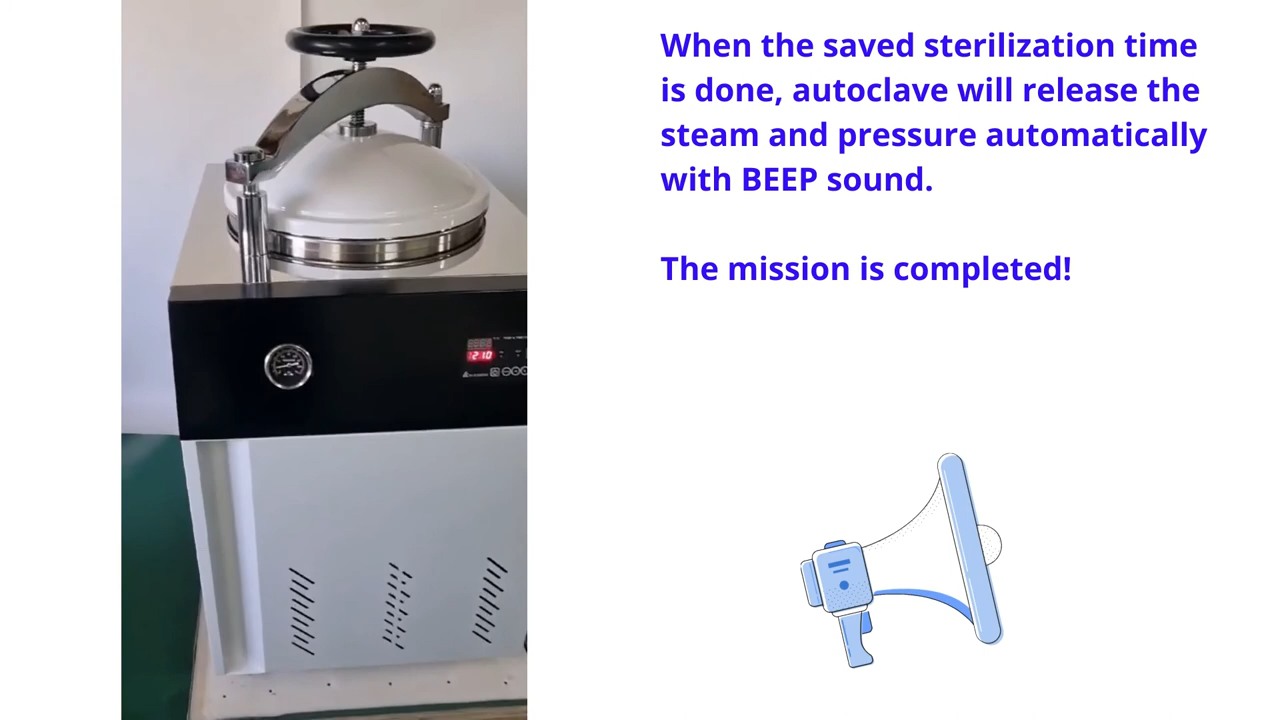 When the saved sterilization time
is done, autoclave will release the
steam and pressure automatically
with BEEP sound.
The mission is completed!